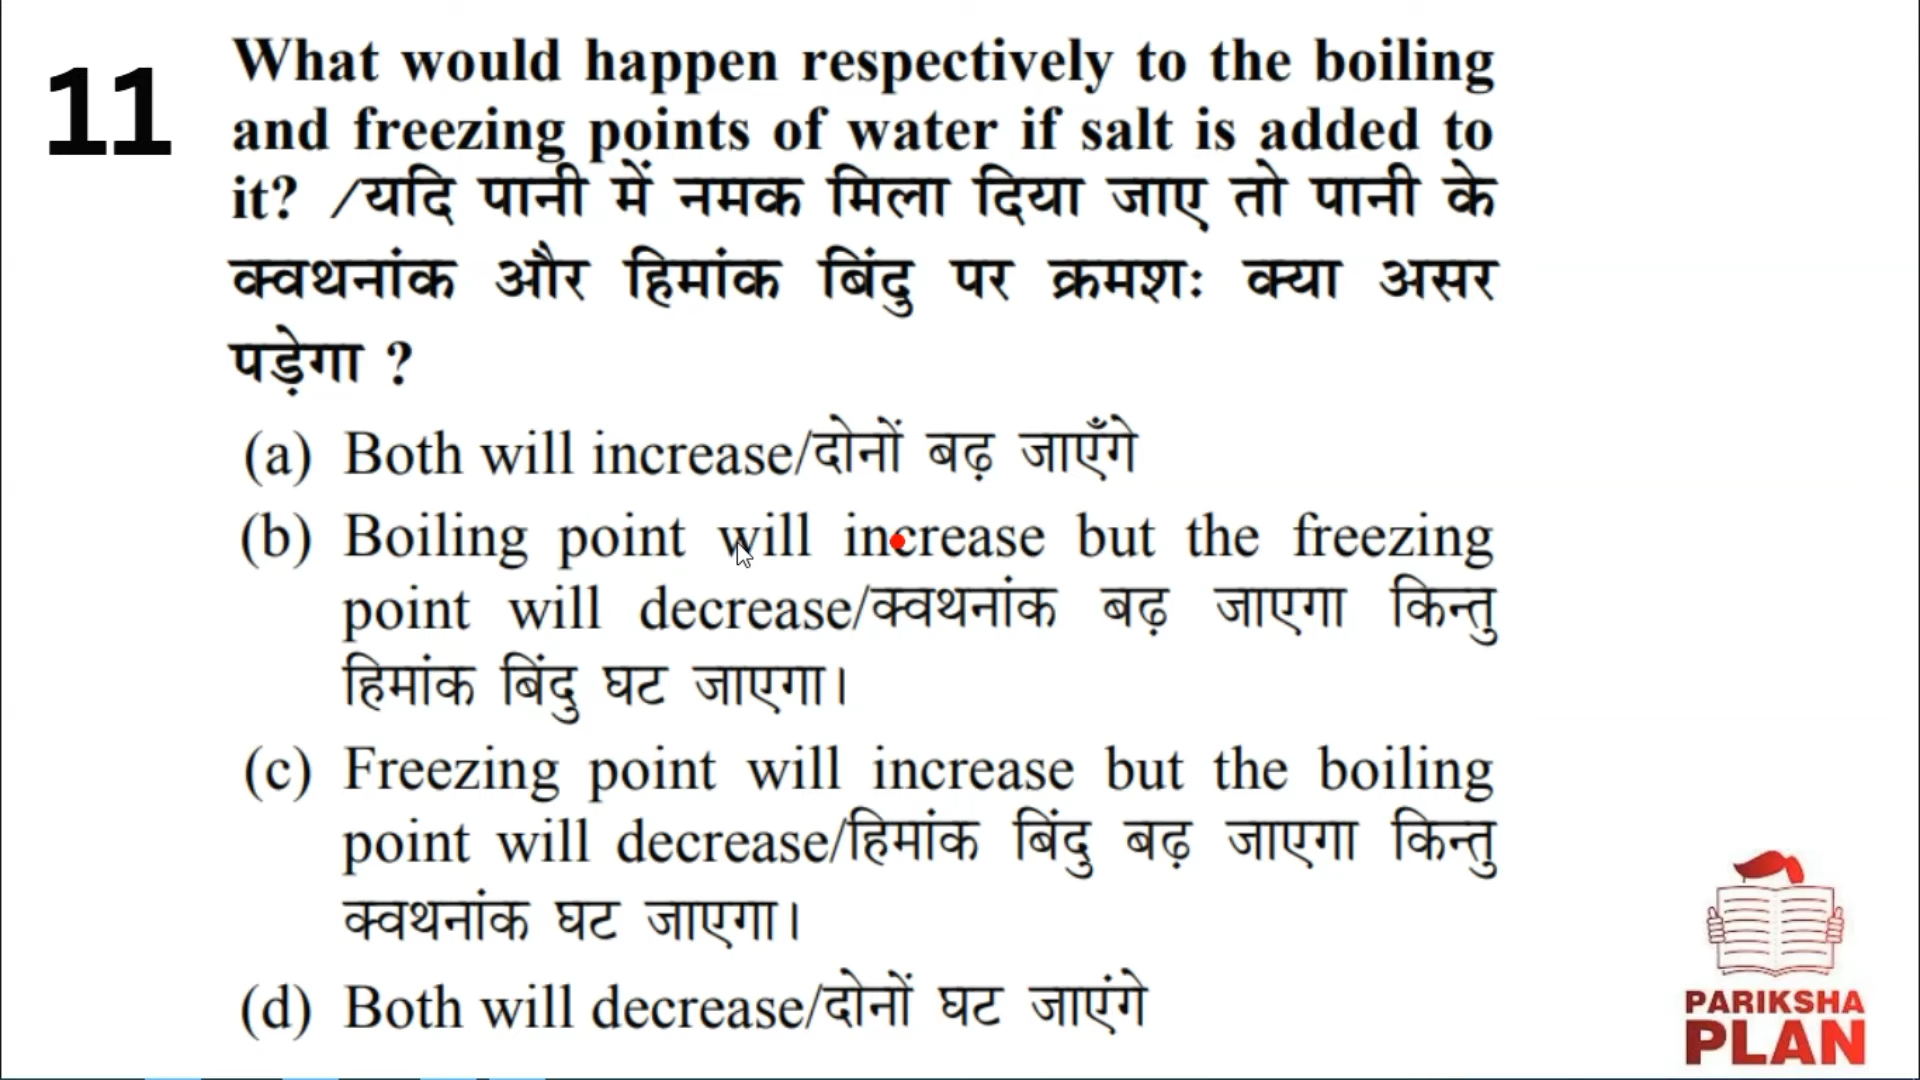 11
What would happen respectively to the boiling
and freezing points of water if salt is added to
it? /यदि पानी में नमक मिला दिया जाए तो पानी के
क्वथनांक और हिमांक बिंदु पर क्रमशः क्या असर
पड़ेगा ?
(a) Both will increase/दोनों बढ़ जाएँगे
(b) Boiling point will increase but the freezing
point will decrease/क्वथनांक बढ़ जाएगा किन्तु
हिमांक बिंदु घट जाएगा।
(c) Freezing point will increase but the boiling
point will decrease/हिमांक बिंदु बढ़ जाएगा किन्तु
क्वथनांक घट जाएगा।
(d) Both will decrease/दोनों घट जाएंगे
PARIKSHA
PLAN